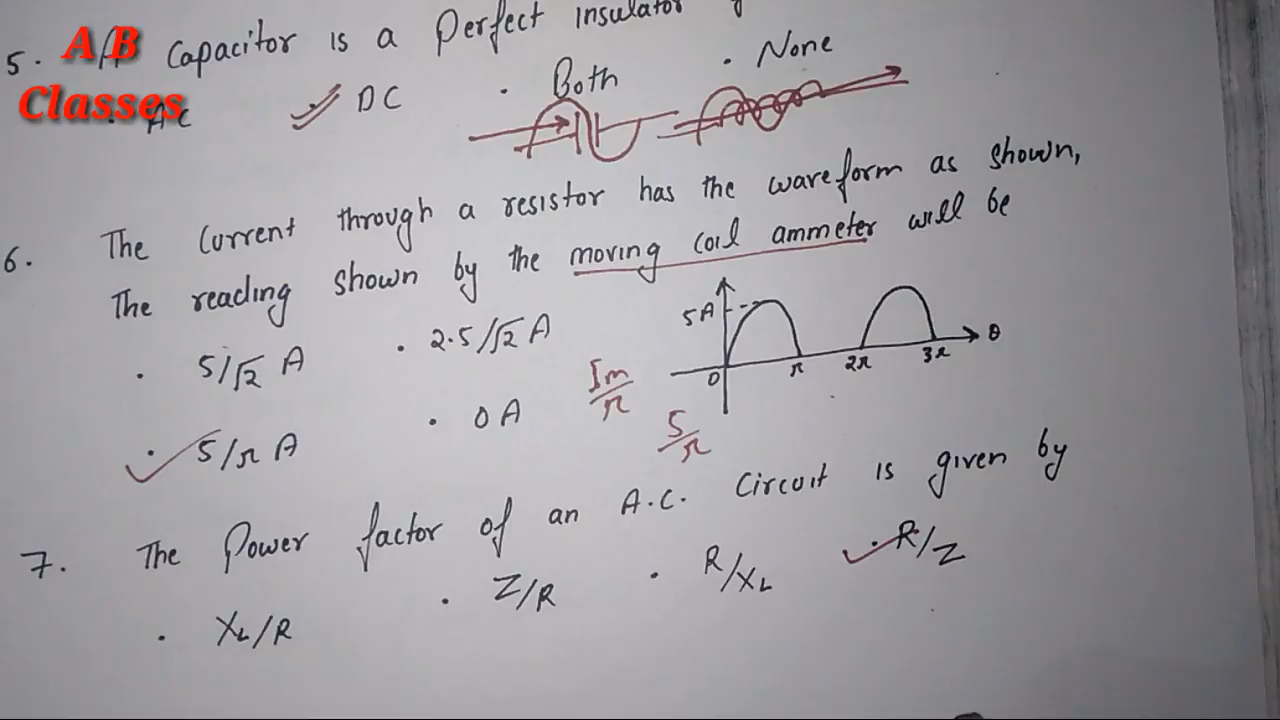 A B
Classes
5. A Capacitor is a Perfect insulator
AC
DC
Both
None
6. The Current through a resistor has the waveform as shown,
The reading shown by the moving coil ammeter will be
5/√2 A
2.5/√2 A
5/π A
0 A
Im/π
5/π
5A
0
π
2π
3π
θ
7. The Power factor of an A.C. Circuit is given by
XL/R
Z/R
R/XL
R/Z